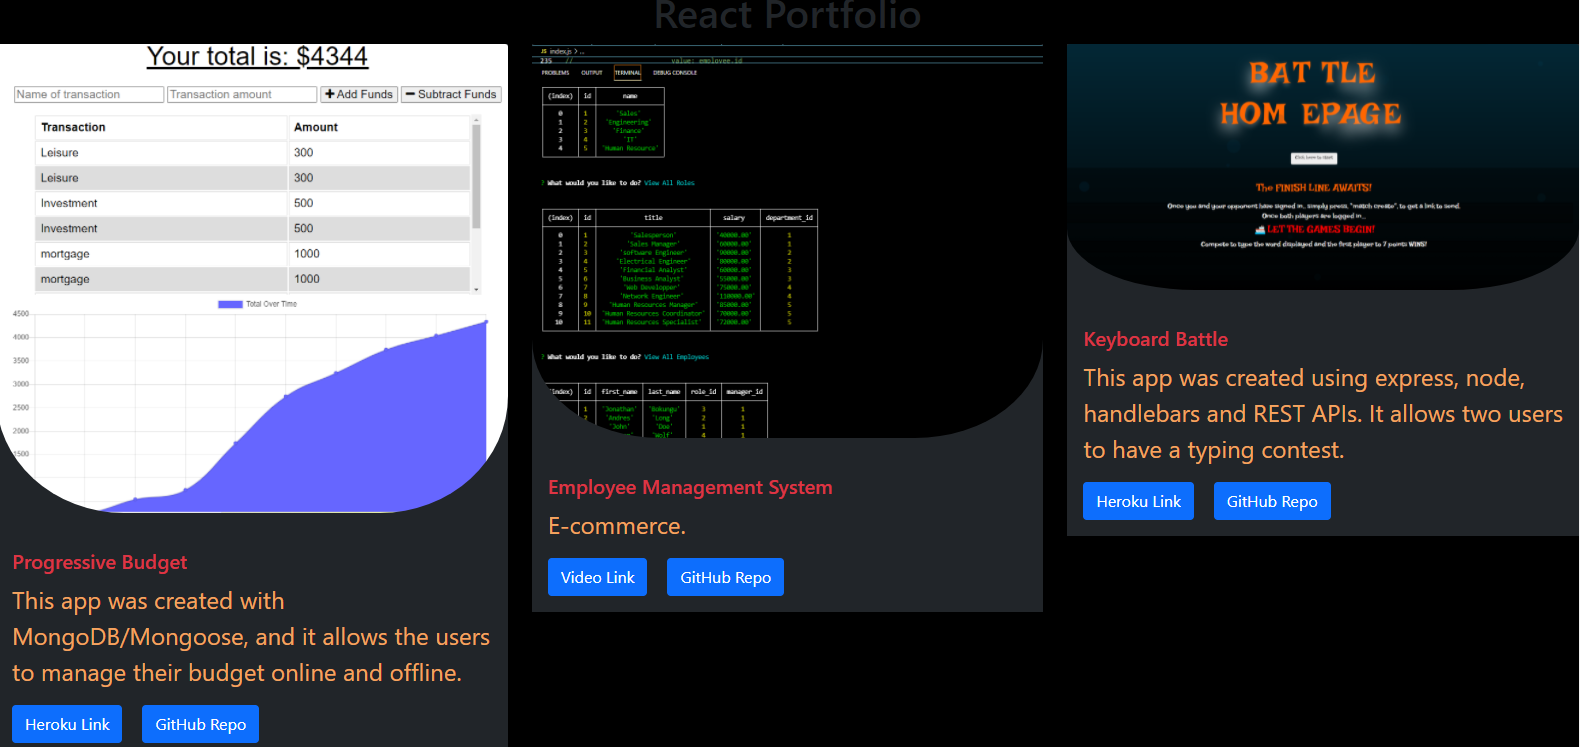 React Portfolio
Your total is: $4344
Name of transaction Transaction amount Add Funds Subtract Funds
Transaction Amount
Leisure 300
Leisure 300
Investment 500
Investment 500
mortgage 1000
mortgage 1000
Total Over Time
4500
4000
3500
3000
2500
2000
1500
Progressive Budget
This app was created with
MongoDB/Mongoose, and it allows the users
to manage their budget online and offline.
Heroku Link GitHub Repo
JS index.js > ...
235 // value: employee.id
PROBLEMS OUTPUT TERMINAL DEBUG CONSOLE
(index) id name
0 1 'Sales'
1 2 'Engineering'
2 3 'Finance'
3 4 'IT'
4 5 'Human Resource'
? What would you like to do? View All Roles
(index) id title salary department_id
0 1 'Salesperson' '40000.00' 1
1 2 'Sales Manager' '60000.00' 1
2 3 'software Engineer' '90000.00' 2
3 4 'Electrical Engineer' '80000.00' 2
4 5 'Financial Analyst' '60000.00' 3
5 6 'Business Analyst' '55000.00' 3
6 7 'Web Developper' '75000.00' 4
7 8 'Network Engineer' '110000.00' 4
8 9 'Human Resources Manager' '85000.00' 5
9 10 'Human Resources Coordinator' '70000.00' 5
10 11 'Human Resources Specialist' '72000.00' 5
? What would you like to do? View All Employees
(index) id first_name last_name role_id manager_id
1 'Jonathan' 'Bokungu' 3 1
2 'Andres' 'Long' 2 1
'John' 'Doe' 1 1
'Wolf' 4 1
Employee Management System
E-commerce.
Video Link GitHub Repo
BAT TLE
HOM EPAGE
Click here to start
The FINISH LINE AWAITS!
Once you and your opponent have signed in.. simply press, "match create", to get a link to send.
Once both players are logged in...
LET THE GAMES BEGIN!
Compete to type the word displayed and the first player to 7 points WINS!
Keyboard Battle
This app was created using express, node,
handlebars and REST APIs. It allows two users
to have a typing contest.
Heroku Link GitHub Repo